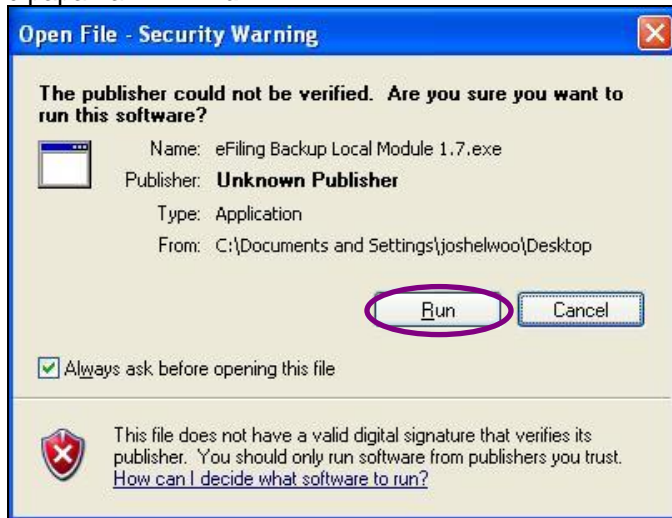 Open File - Security Warning
The publisher could not be verified. Are you sure you want to
run this software?
Name: eFiling Backup Local Module 1.7.exe
Publisher: Unknown Publisher
Type: Application
From: C:\Documents and Settings\joshelwoo\Desktop
Run Cancel
Always ask before opening this file
This file does not have a valid digital signature that verifies its
publisher. You should only run software from publishers you trust.
How can I decide what software to run?